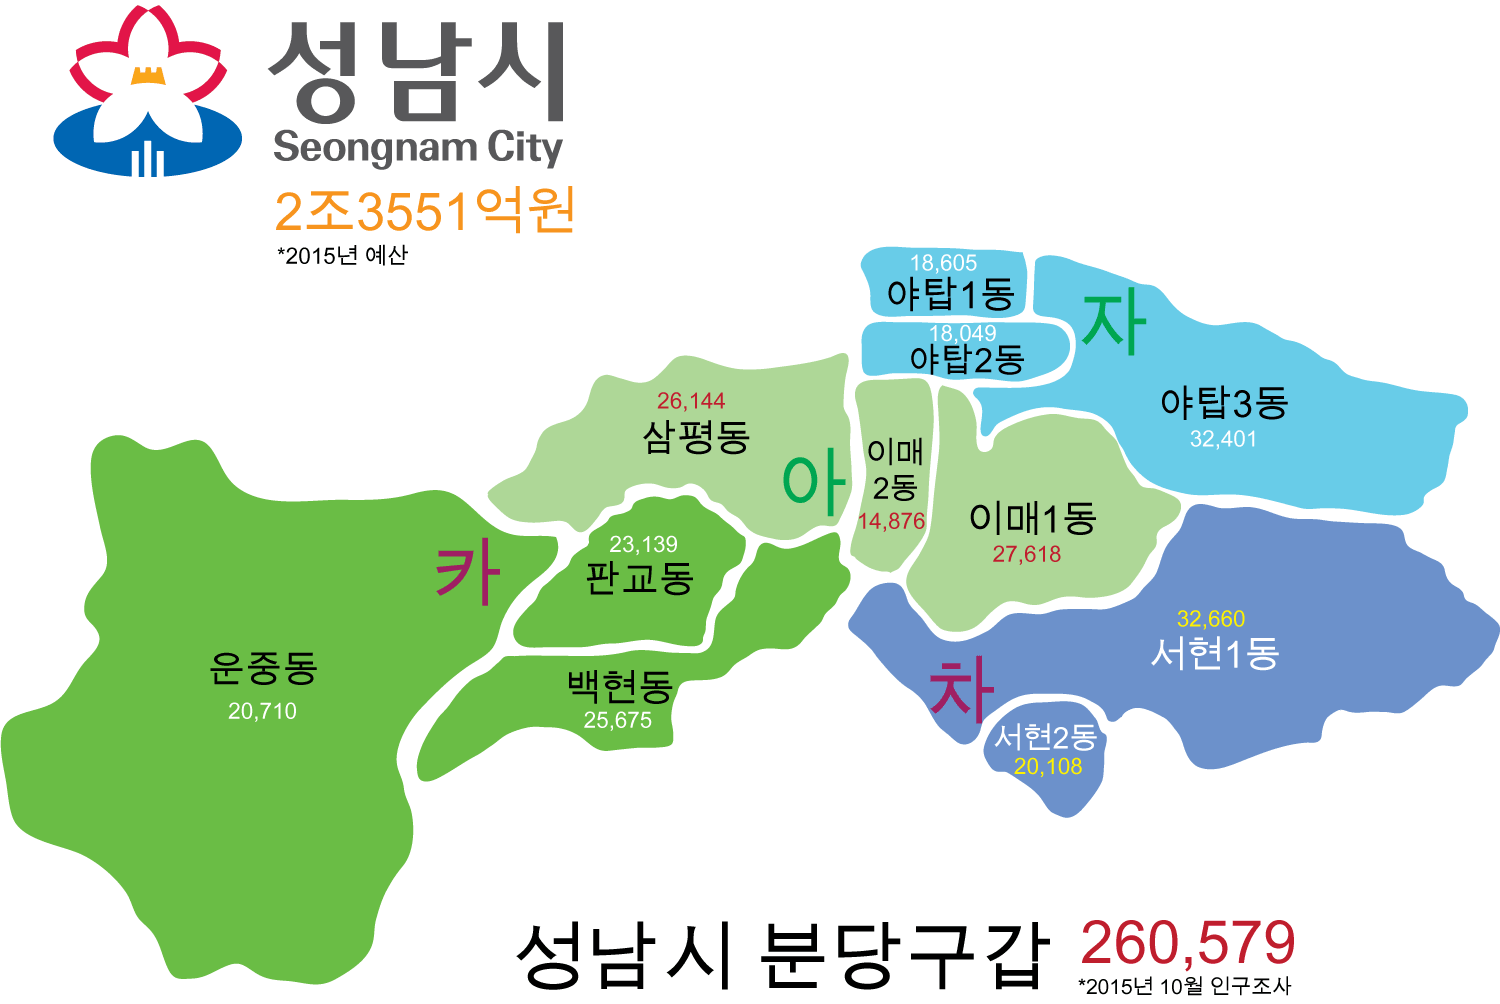 성남시
Seongnam City
2조3551억원
*2015년 예산
18,605
야탑1동
18,049
야탑2동
자
야탑3동
32,401
26,144
삼평동
아
이매
2동
14,876
이매1동
27,618
카
23,139
판교동
운중동
20,710
백현동
25,675
32,660
서현1동
차
서현2동
20,108
성남시 분당구갑 260,579
*2015년 10월 인구조사